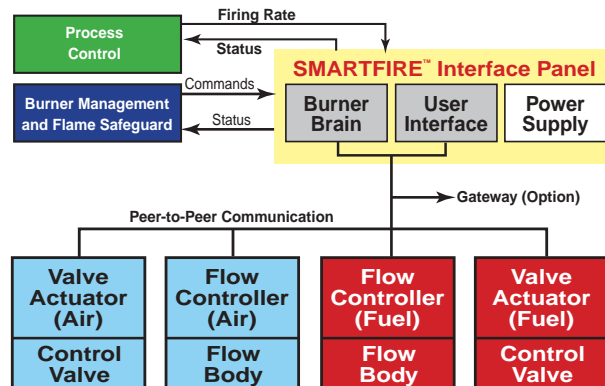 Firing Rate
Process
Control
Status
SMARTFIRE™ Interface Panel
Commands
Burner Management
and Flame Safeguard
Status
Burner
Brain
User
Interface
Power
Supply
Gateway (Option)
Peer-to-Peer Communication
Valve
Actuator
(Air)
Control
Valve
Flow
Controller
(Air)
Flow
Body
Flow
Controller
(Fuel)
Flow
Body
Valve
Actuator
(Fuel)
Control
Valve